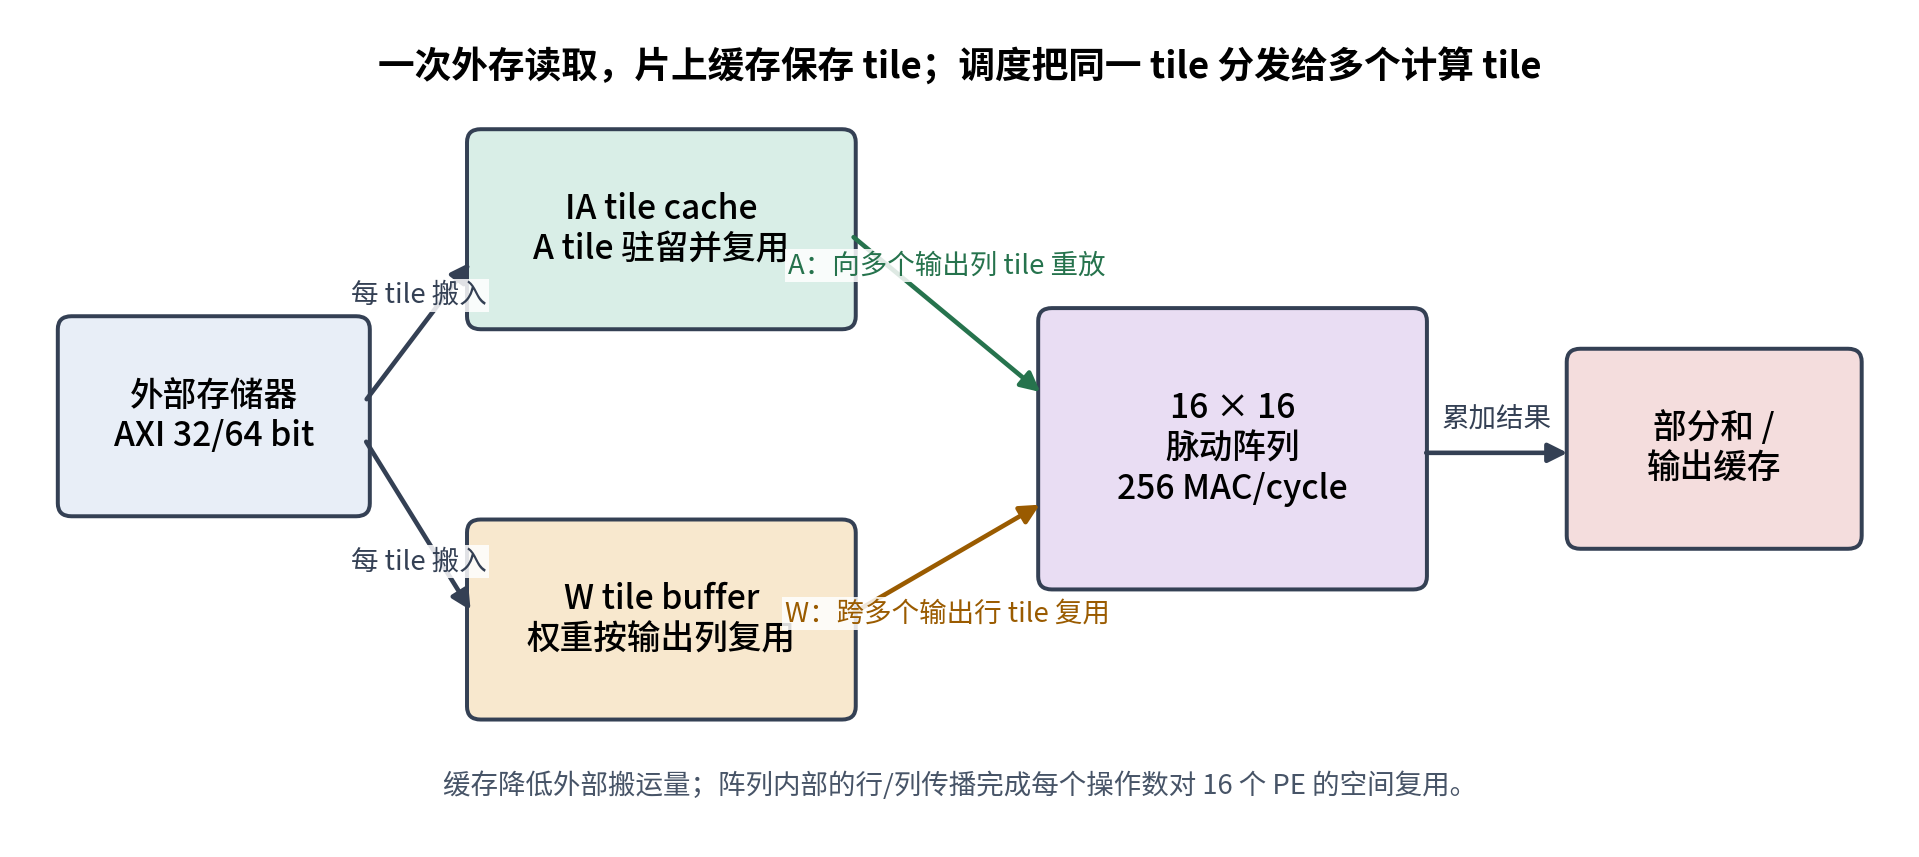 一次外存读取，片上缓存保存 tile；调度把同一 tile 分发给多个计算 tile
IA tile cache
A tile 驻留并复用
A：向多个输出列 tile 重放
每 tile 搬入
外部存储器
AXI 32/64 bit
16 × 16
脉动阵列
256 MAC/cycle
累加结果
部分和 /
输出缓存
每 tile 搬入
W tile buffer
权重按输出列复用
W：跨多个输出行 tile 复用
缓存降低外部搬运量；阵列内部的行/列传播完成每个操作数对 16 个 PE 的空间复用。